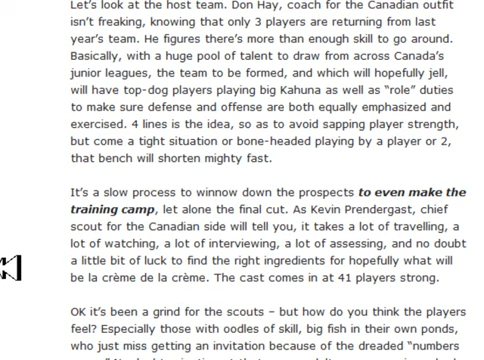 Let's look at the host team. Don Hay, coach for the Canadian outfit
isn't freaking, knowing that only 3 players are returning from last
year's team. He figures there's more than enough skill to go around.
Basically, with a huge pool of talent to draw from across Canada's
junior leagues, the team to be formed, and which will hopefully jell,
will have top-dog players playing big Kahuna as well as "role" duties
to make sure defense and offense are both equally emphasized and
exercised. 4 lines is the idea, so as to avoid sapping player strength,
but come a tight situation or bone-headed playing by a player or 2,
that bench will shorten mighty fast.
It's a slow process to winnow down the prospects to even make the
training camp, let alone the final cut. As Kevin Prendergast, chief
scout for the Canadian side will tell you, it takes a lot of travelling, a
lot of watching, a lot of interviewing, a lot of assessing, and no doubt
a little bit of luck to find the right ingredients for hopefully what will
be la crème de la crème. The cast comes in at 41 players strong.
OK it's been a grind for the scouts – but how do you think the players
feel? Especially those with oodles of skill, big fish in their own ponds,
who just miss getting an invitation because of the dreaded "numbers